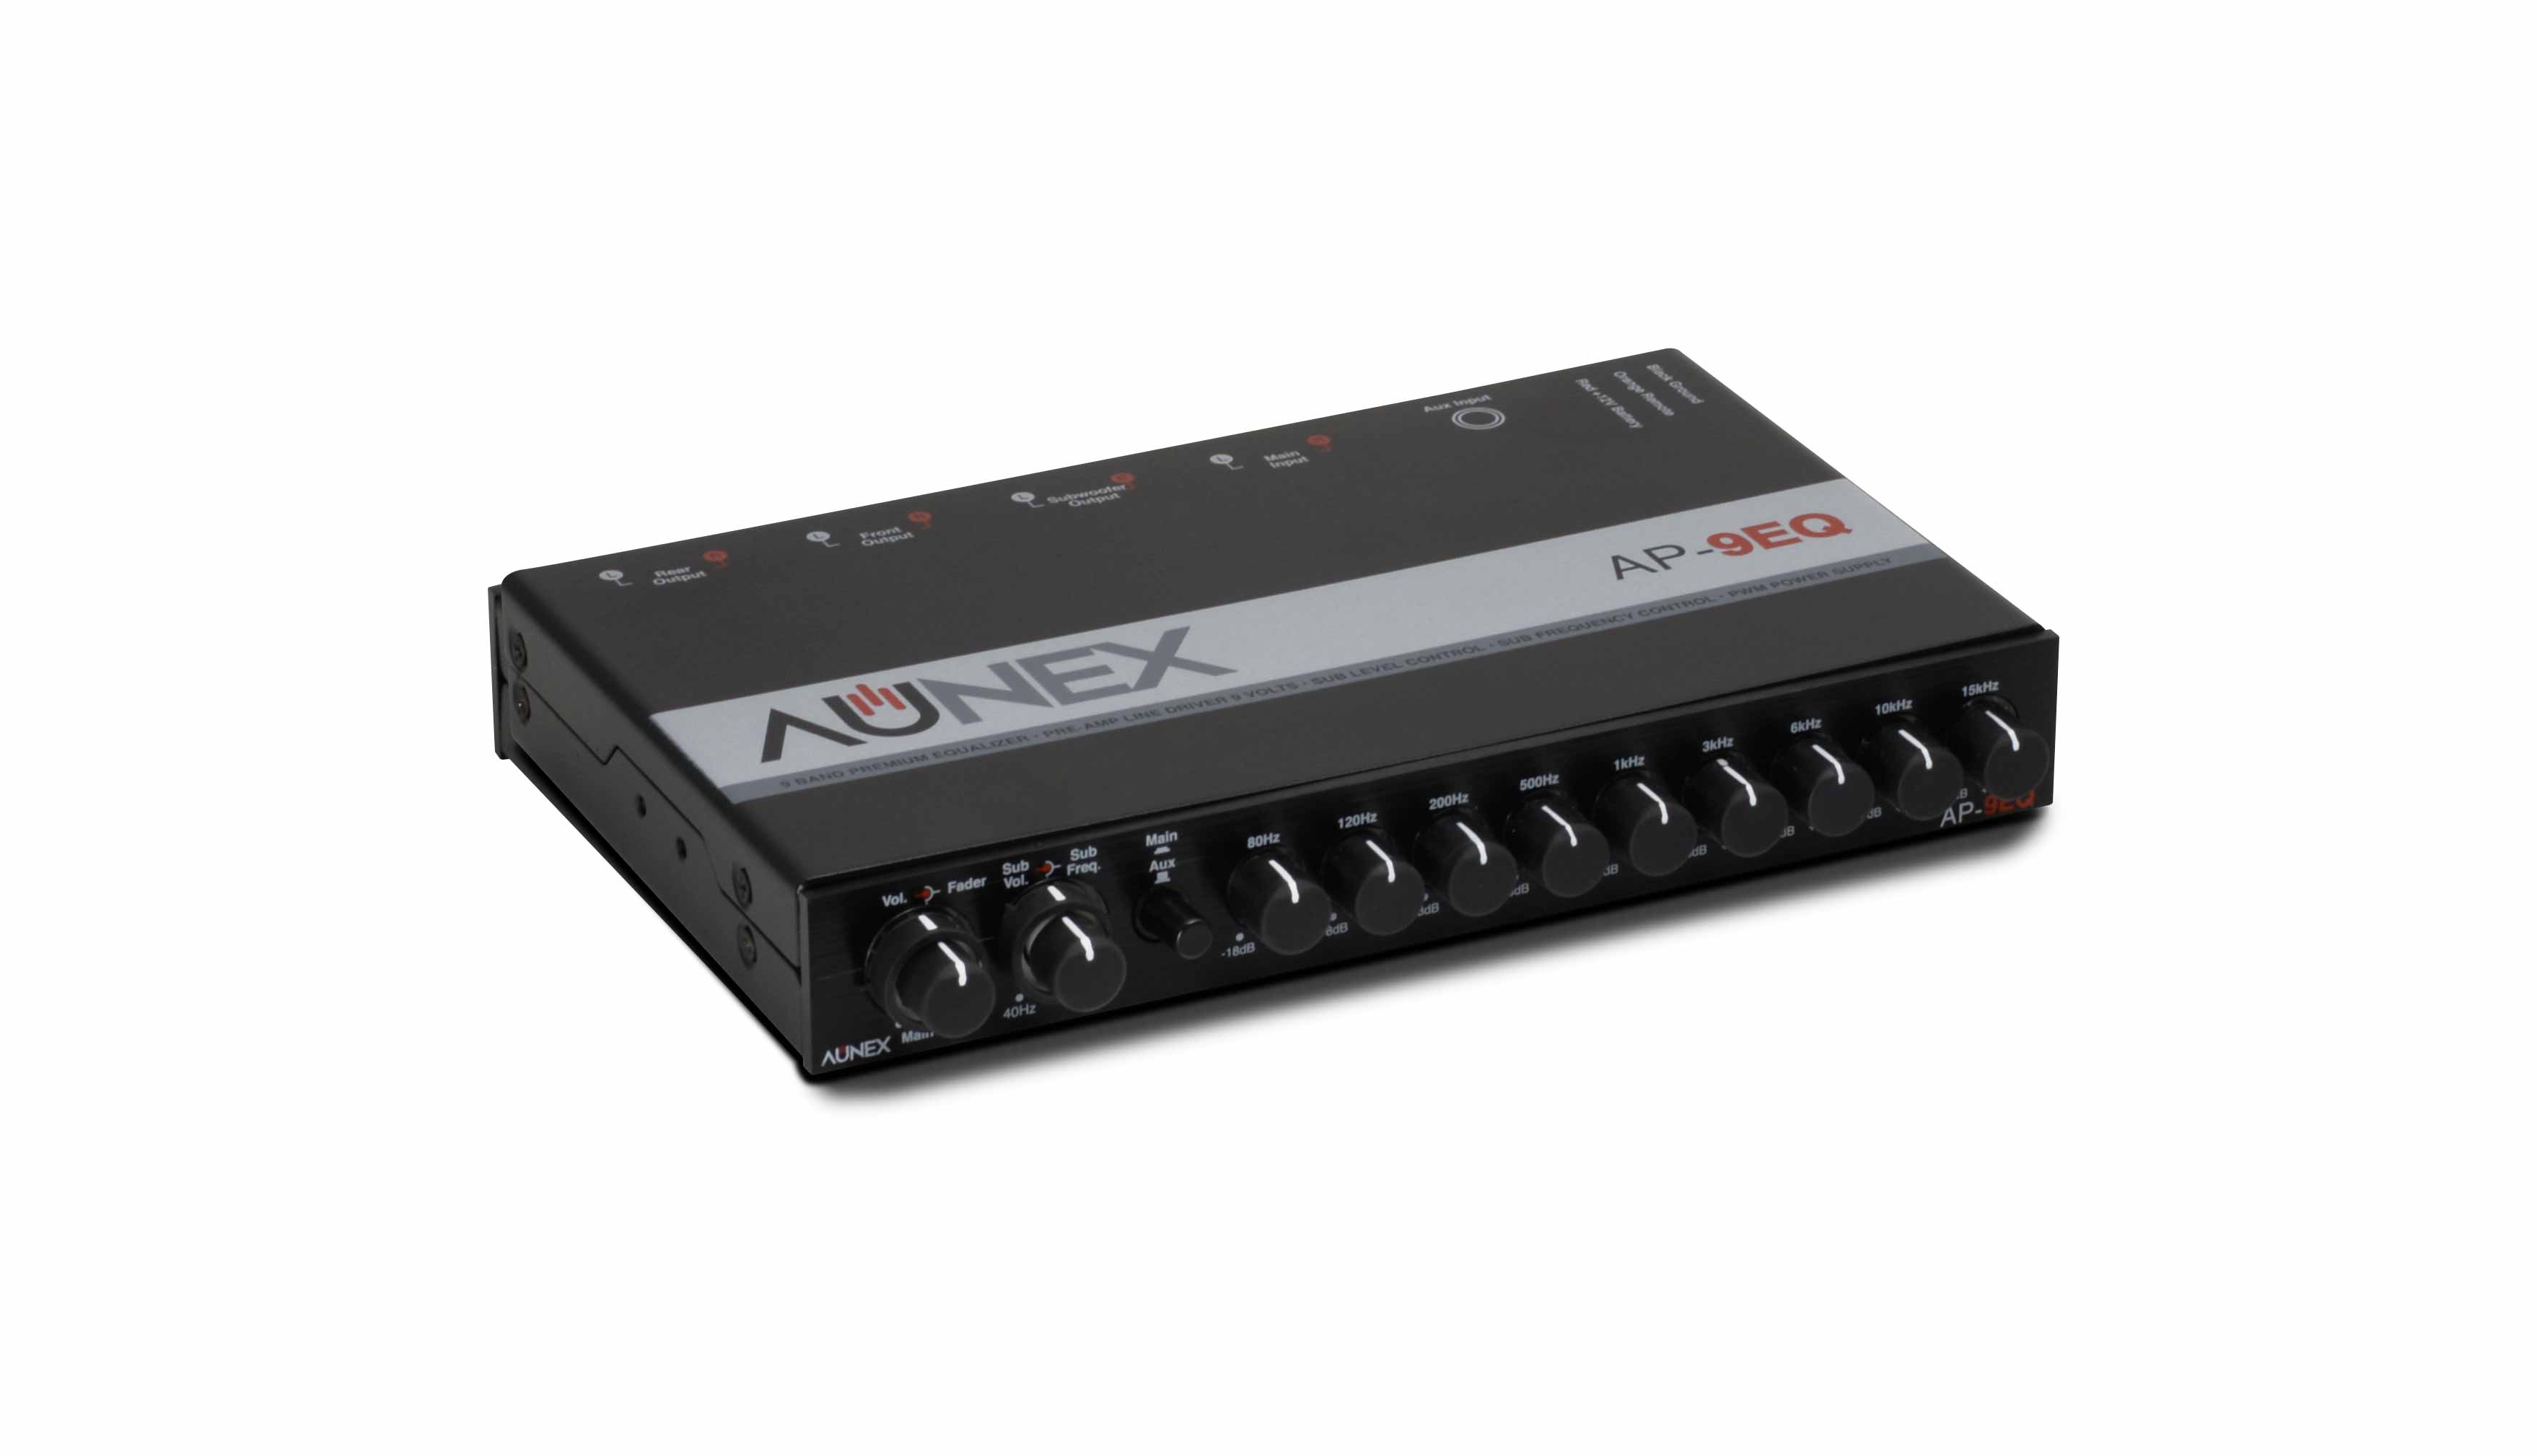 Black Ground
Orange Remote
Red +12V Battery
Aux Input
L Main R
Input
L Subwoofer R
Output
L Front R
Output
L Rear R
Output
AP-9EQ
AUNEX
9 BAND PREMIUM EQUALIZER • PRE-AMP LINE DRIVER 9 VOLTS • SUB LEVEL CONTROL • SUB FREQUENCY CONTROL • PWM POWER SUPPLY
Vol. Fader
Sub Vol. Sub Freq.
Main
Aux
80Hz 120Hz 200Hz 500Hz 1kHz 3kHz 6kHz 10kHz 15kHz
-18dB
40Hz
Main
AUNEX
AP-9EQ